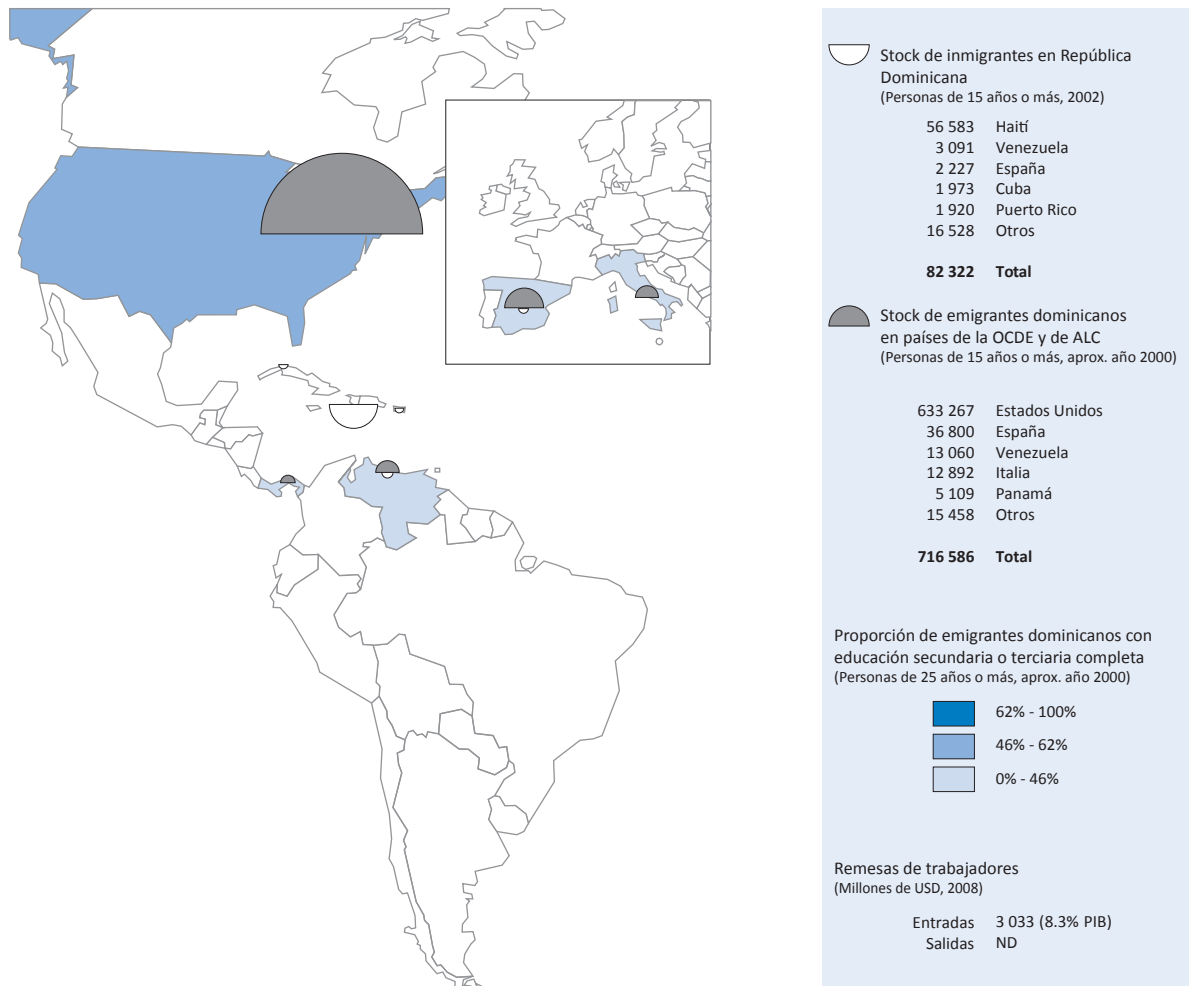 Stock de inmigrantes en República
Dominicana
(Personas de 15 años o más, 2002)
56 583 Haití
3 091 Venezuela
2 227 España
1 973 Cuba
1 920 Puerto Rico
16 528 Otros
82 322 Total
Stock de emigrantes dominicanos
en países de la OCDE y de ALC
(Personas de 15 años o más, aprox. año 2000)
633 267 Estados Unidos
36 800 España
13 060 Venezuela
12 892 Italia
5 109 Panamá
15 458 Otros
716 586 Total
Proporción de emigrantes dominicanos con
educación secundaria o terciaria completa
(Personas de 25 años o más, aprox. año 2000)
62% - 100%
46% - 62%
0% - 46%
Remesas de trabajadores
(Millones de USD, 2008)
Entradas 3 033 (8.3% PIB)
Salidas ND